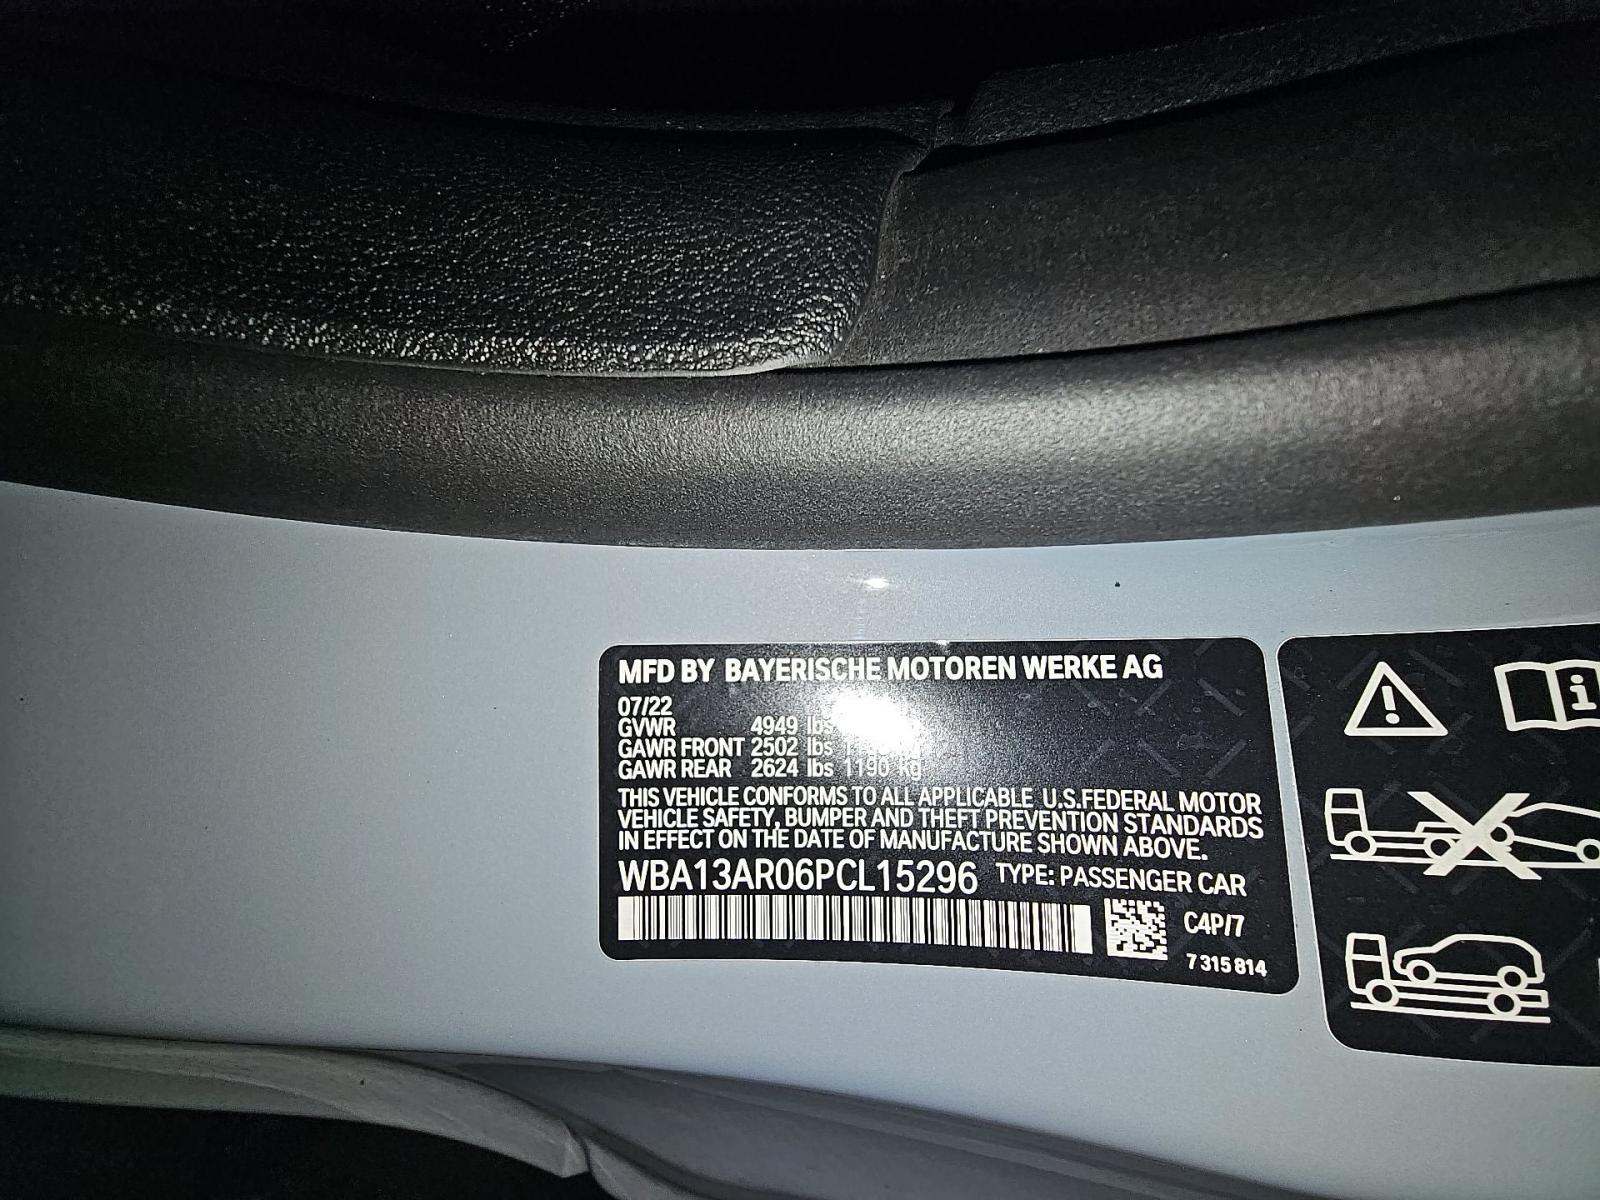 MFD BY BAYERISCHE MOTOREN WERKE AG
07/22
GVWR 4949 lbs
GAWR FRONT 2502 lbs
GAWR REAR 2624 lbs 1190 kg
THIS VEHICLE CONFORMS TO ALL APPLICABLE U.S.FEDERAL MOTOR
VEHICLE SAFETY, BUMPER AND THEFT PREVENTION STANDARDS
IN EFFECT ON THE DATE OF MANUFACTURE SHOWN ABOVE.
WBA13AR06PCL15296 TYPE: PASSENGER CAR
C4P/7
7 315 814